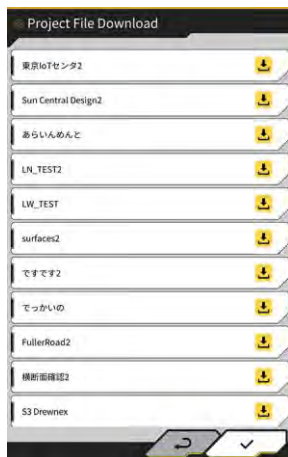 Project File Download
東京IoTセンタ2
Sun Central Design2
あらいんめんと
LN_TEST2
LW_TEST
surfaces2
ですです2
でっかいの
FullerRoad2
横断面確認2
S3 Drewnex